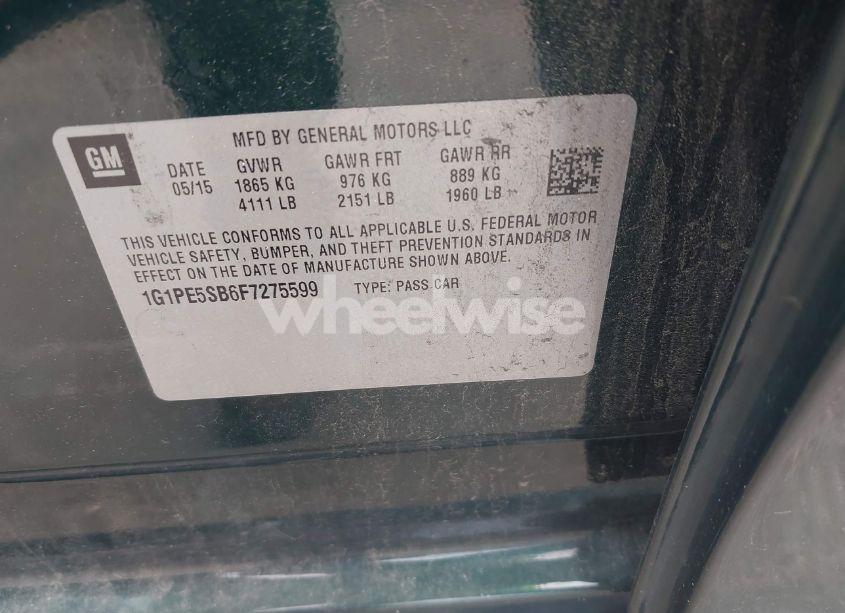 GM
MFD BY GENERAL MOTORS LLC
DATE GVWR GAWR FRT GAWR RR
05/15 1865 KG 976 KG 889 KG
4111 LB 2151 LB 1960 LB
THIS VEHICLE CONFORMS TO ALL APPLICABLE U.S. FEDERAL MOTOR
VEHICLE SAFETY, BUMPER, AND THEFT PREVENTION STANDARDS IN
EFFECT ON THE DATE OF MANUFACTURE SHOWN ABOVE.
1G1PE5SB6F7275599 TYPE: PASS CAR
wheelwise